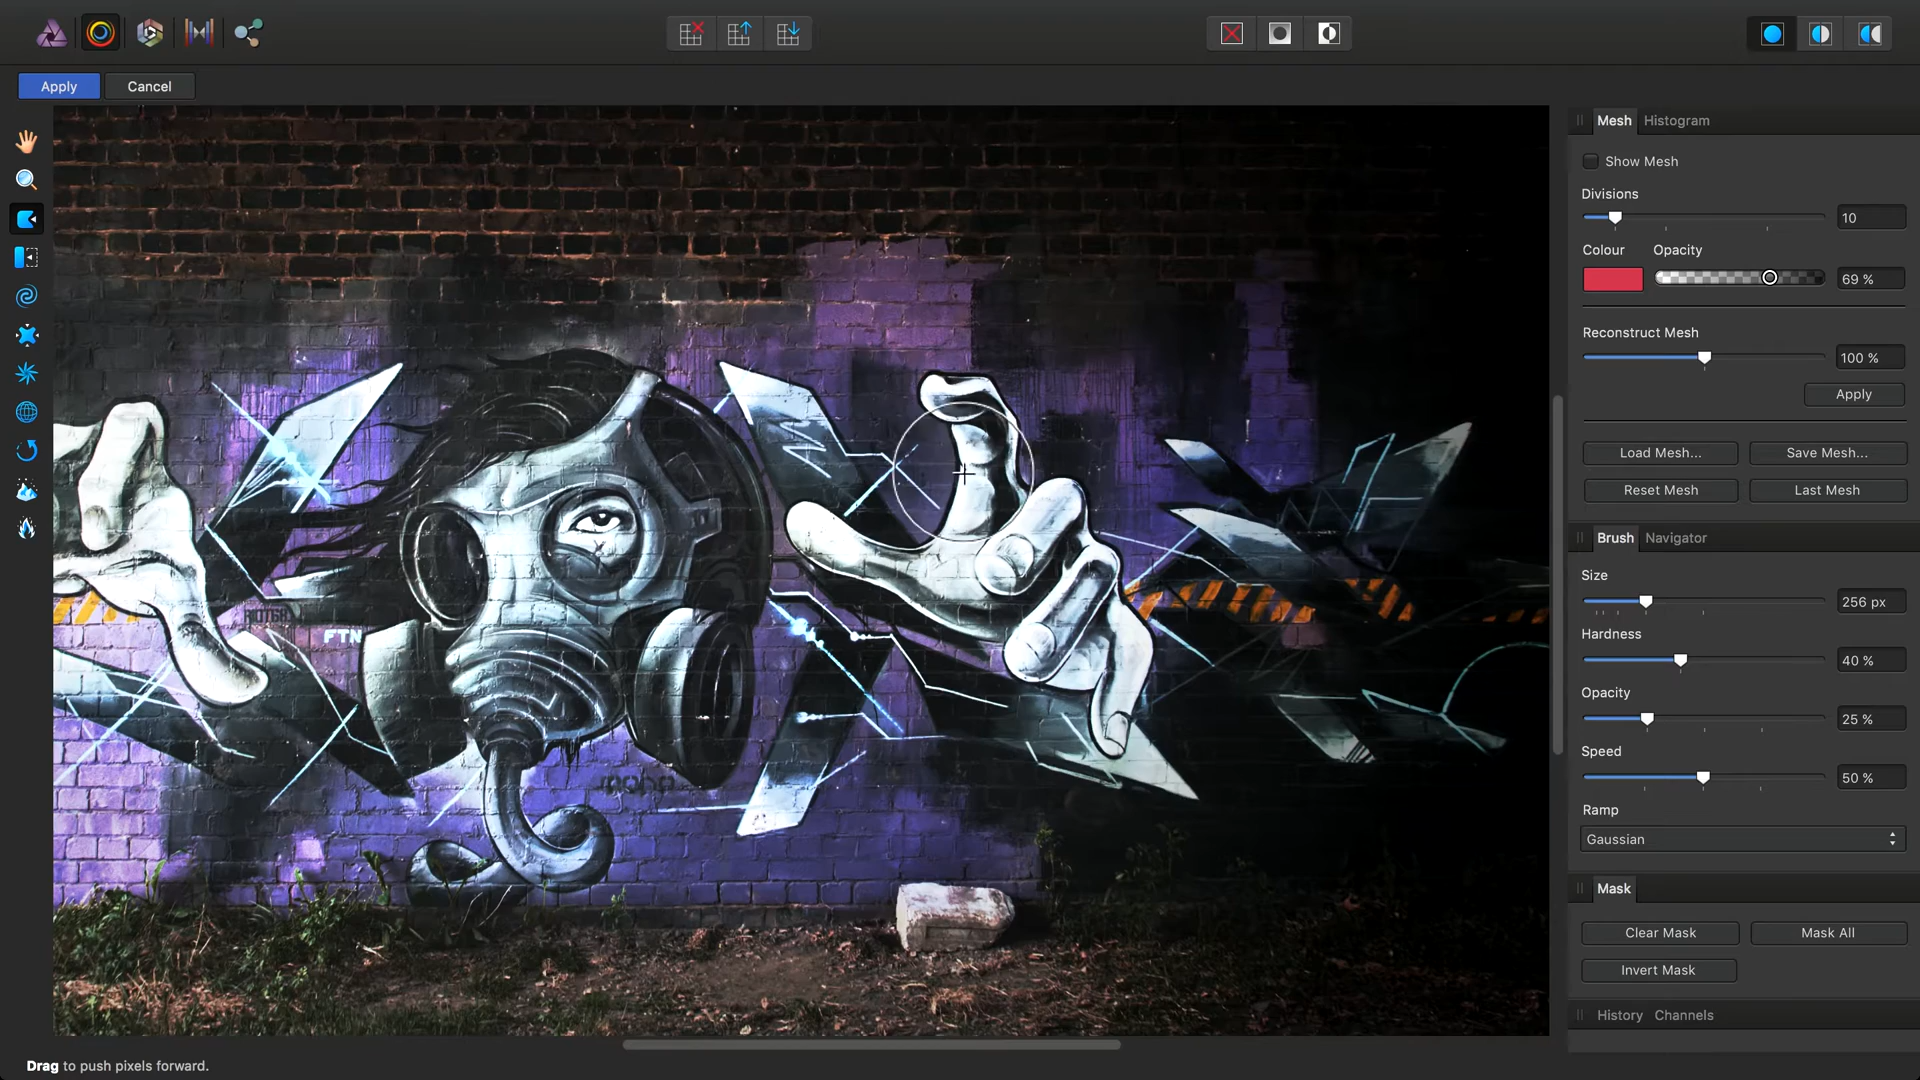 Apply
Cancel
Mesh
Histogram
Show Mesh
Divisions
10
Colour
Opacity
69 %
Reconstruct Mesh
100 %
Apply
Load Mesh...
Save Mesh...
Reset Mesh
Last Mesh
Brush
Navigator
Size
256 px
Hardness
40 %
Opacity
25 %
Speed
50 %
Ramp
Gaussian
Mask
Clear Mask
Mask All
Invert Mask
History
Channels
FTN
Drag to push pixels forward.